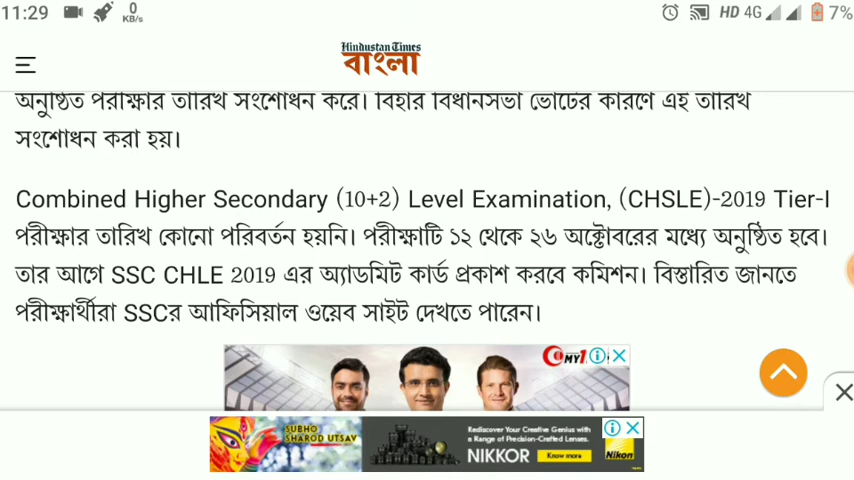 11:29
0
KB/s
HD 4G
7%
Hindustan Times
বাংলা
অনুষ্ঠিত পরীক্ষার তারিখ সংশোধন করে। বিহার বিধানসভা ভোটের কারণে এই তারিখ
সংশোধন করা হয়।
Combined Higher Secondary (10+2) Level Examination, (CHSLE)-2019 Tier-I
পরীক্ষার তারিখ কোনো পরিবর্তন হয়নি। পরীক্ষাটি ১২ থেকে ২৬ অক্টোবরের মধ্যে অনুষ্ঠিত হবে।
তার আগে SSC CHLE 2019 এর অ্যাডমিট কার্ড প্রকাশ করবে কমিশন। বিস্তারিত জানতে
পরীক্ষার্থীরা SSCর আফিসিয়াল ওয়েব সাইট দেখতে পারেন।
SUBHO
SHAROD UTSAV
Rediscover Your Creative Genius with
a Range of Precision-Crafted Lenses.
NIKKOR
Know more
Nikon